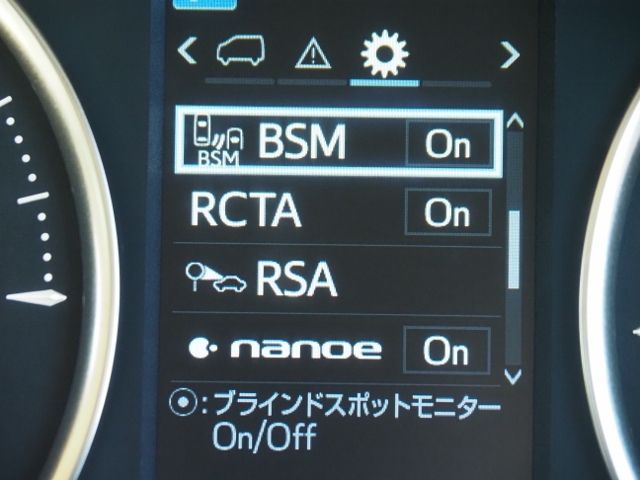 BSM BSM On
RCTA On
RSA
nanoe On
:ブラインドスポットモニター
On/Off